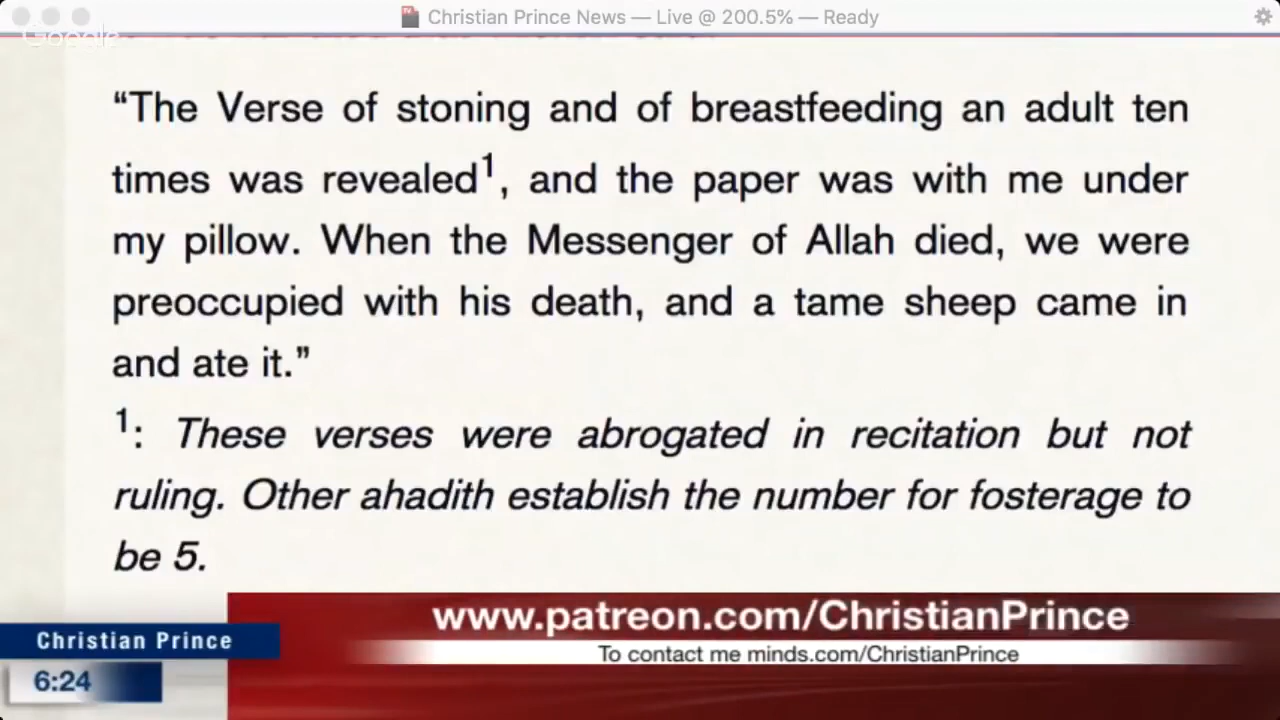 Christian Prince News — Live @ 200.5% — Ready
Google
“The Verse of stoning and of breastfeeding an adult ten
times was revealed¹, and the paper was with me under
my pillow. When the Messenger of Allah died, we were
preoccupied with his death, and a tame sheep came in
and ate it.”
¹: These verses were abrogated in recitation but not
ruling. Other ahadith establish the number for fosterage to
be 5.
www.patreon.com/ChristianPrince
Christian Prince
To contact me minds.com/ChristianPrince
6:24